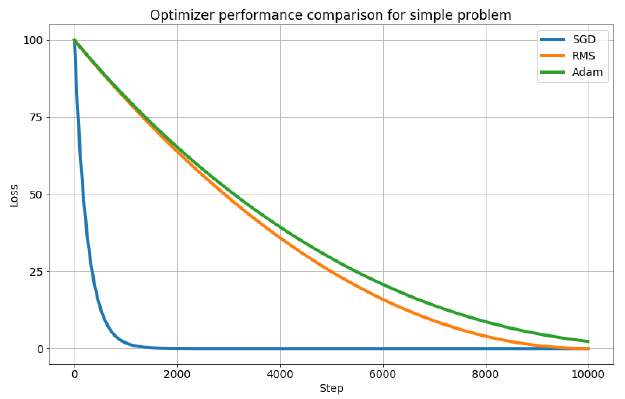 Optimizer performance comparison for simple problem
SGD
RMS
Adam
100
75
50
25
0
Loss
0
2000
4000
6000
8000
10000
Step